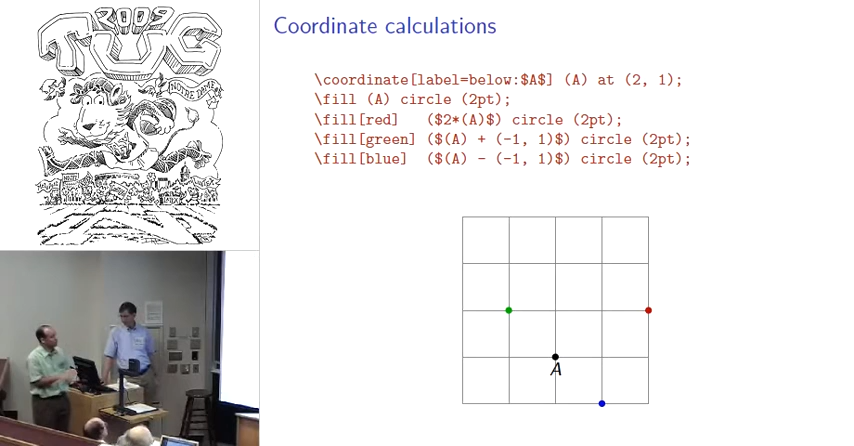 2009
TUG
NOTRE DAME
Coordinate calculations
\coordinate[label=below:$A$] (A) at (2, 1);
\fill (A) circle (2pt);
\fill[red]   ($2*(A)$) circle (2pt);
\fill[green] ($(A) + (-1, 1)$) circle (2pt);
\fill[blue]  ($(A) - (-1, 1)$) circle (2pt);
A